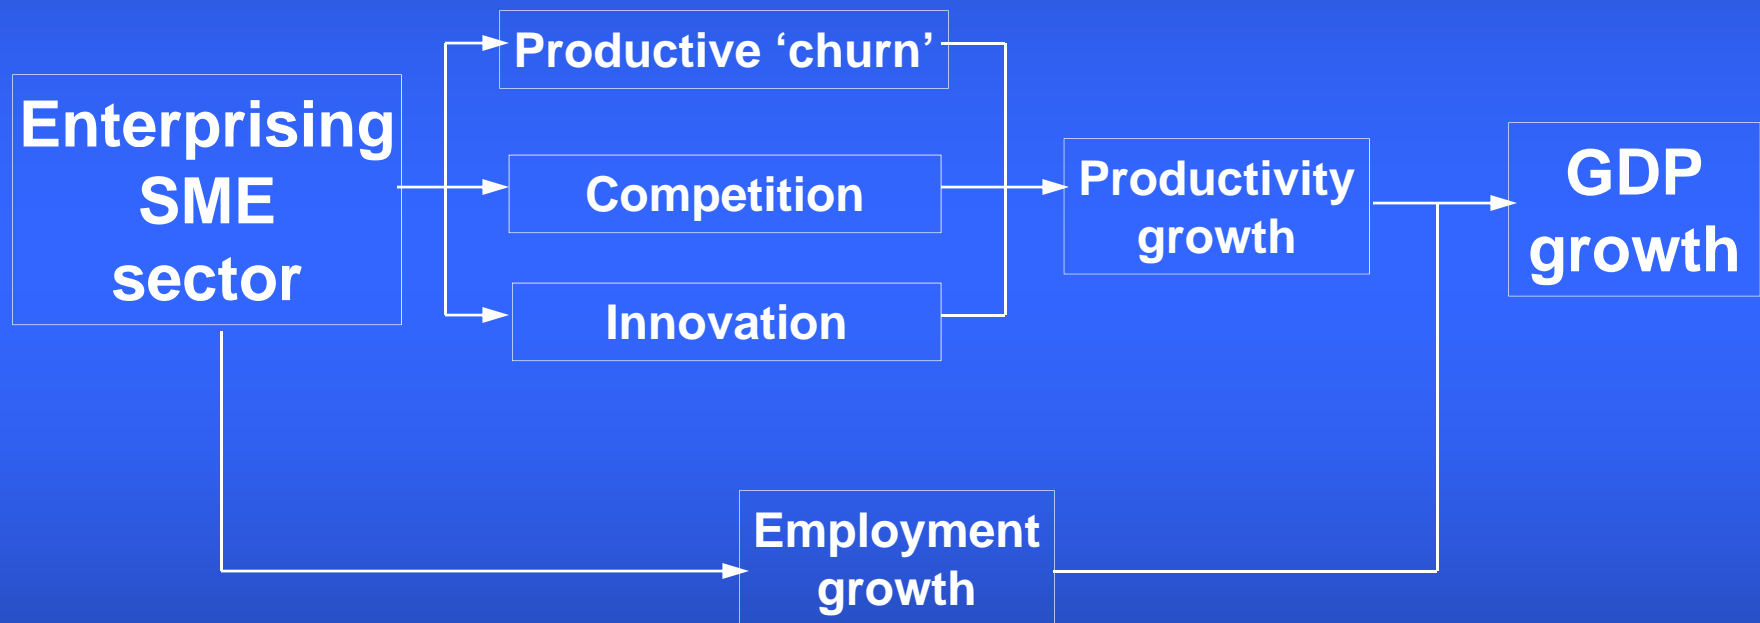 Enterprising
SME
sector
Productive ‘churn’
Competition
Innovation
Productivity
growth
GDP
growth
Employment
growth